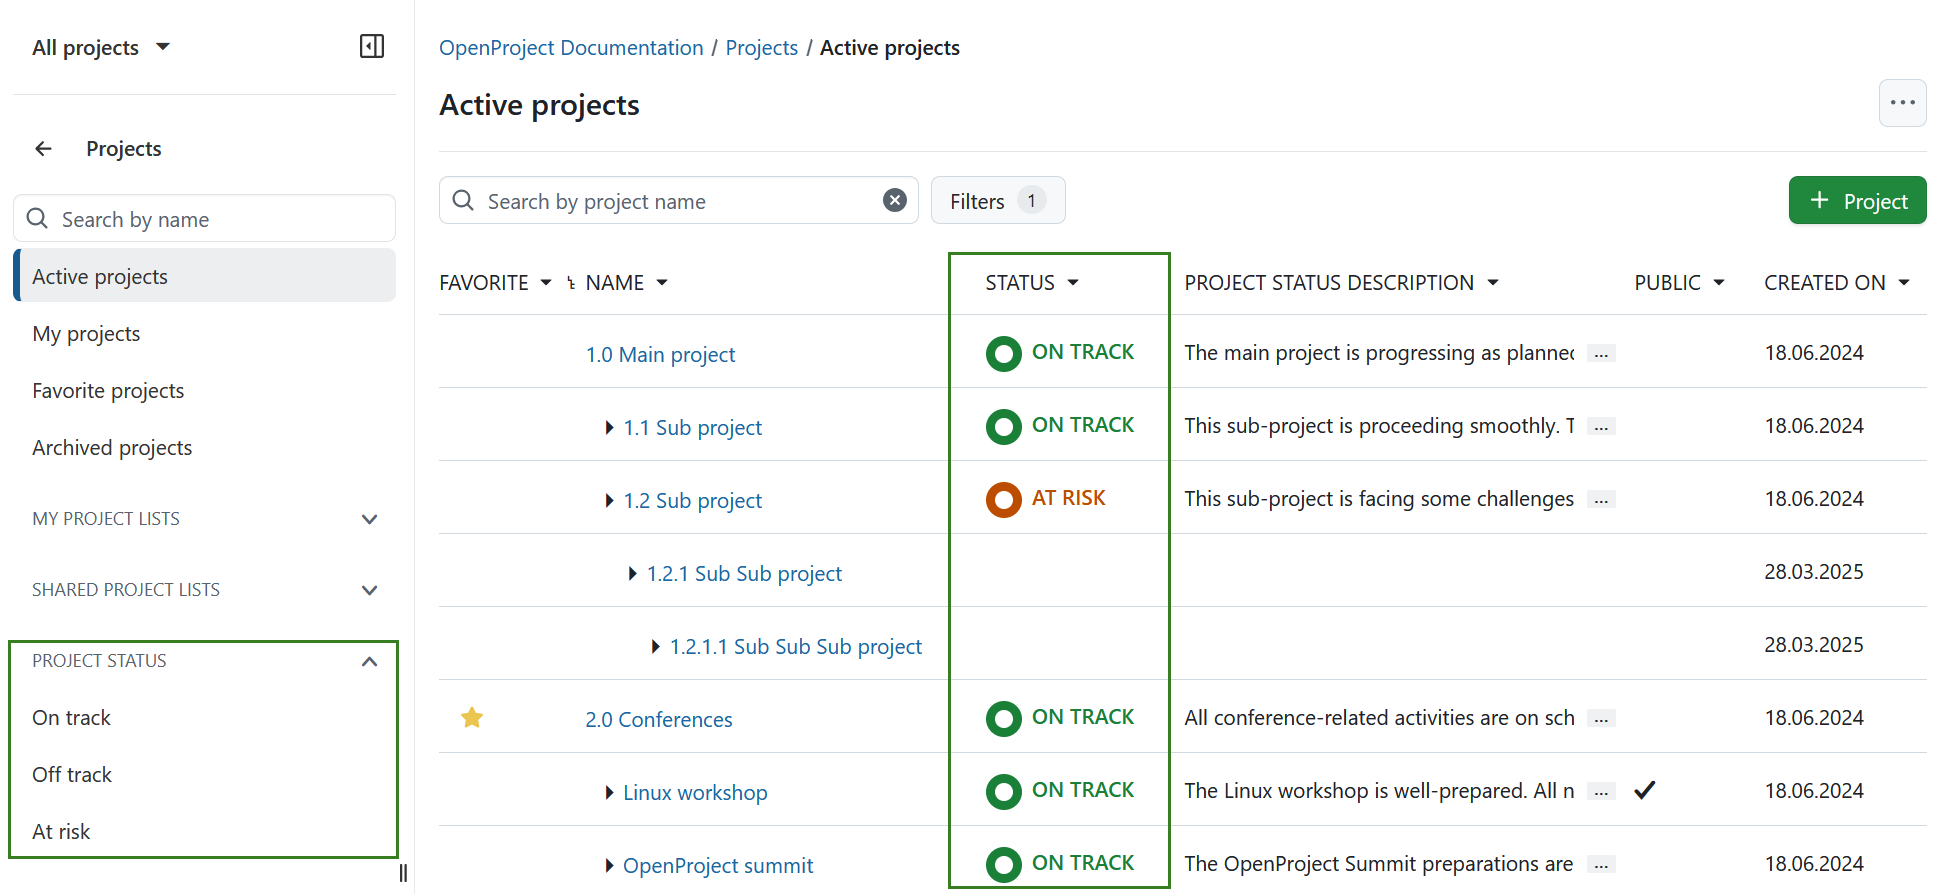 All projects
Projects
Search by name
Active projects
My projects
Favorite projects
Archived projects
MY PROJECT LISTS
SHARED PROJECT LISTS
PROJECT STATUS
On track
Off track
At risk
OpenProject Documentation / Projects / Active projects
Active projects
Search by project name Filters 1 + Project
FAVORITE NAME STATUS PROJECT STATUS DESCRIPTION PUBLIC CREATED ON
1.0 Main project ON TRACK The main project is progressing as planned ... 18.06.2024
1.1 Sub project ON TRACK This sub-project is proceeding smoothly. T ... 18.06.2024
1.2 Sub project AT RISK This sub-project is facing some challenges ... 18.06.2024
1.2.1 Sub Sub project 28.03.2025
1.2.1.1 Sub Sub Sub project 28.03.2025
2.0 Conferences ON TRACK All conference-related activities are on sch ... 18.06.2024
Linux workshop ON TRACK The Linux workshop is well-prepared. All n ... 18.06.2024
OpenProject summit ON TRACK The OpenProject Summit preparations are ... 18.06.2024